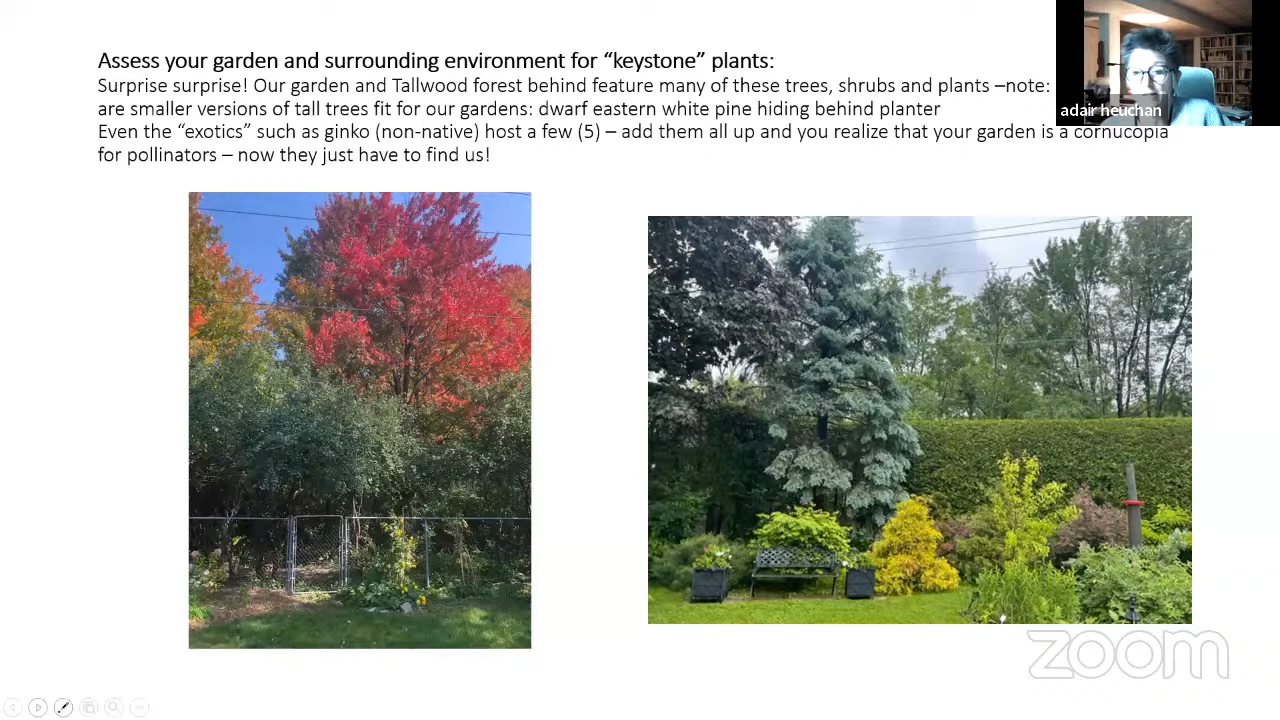 Assess your garden and surrounding environment for “keystone” plants:
Surprise surprise! Our garden and Tallwood forest behind feature many of these trees, shrubs and plants –note:
are smaller versions of tall trees fit for our gardens: dwarf eastern white pine hiding behind planter
Even the “exotics” such as ginko (non-native) host a few (5) – add them all up and you realize that your garden is a cornucopia
for pollinators – now they just have to find us!
adair heuchan
zoom